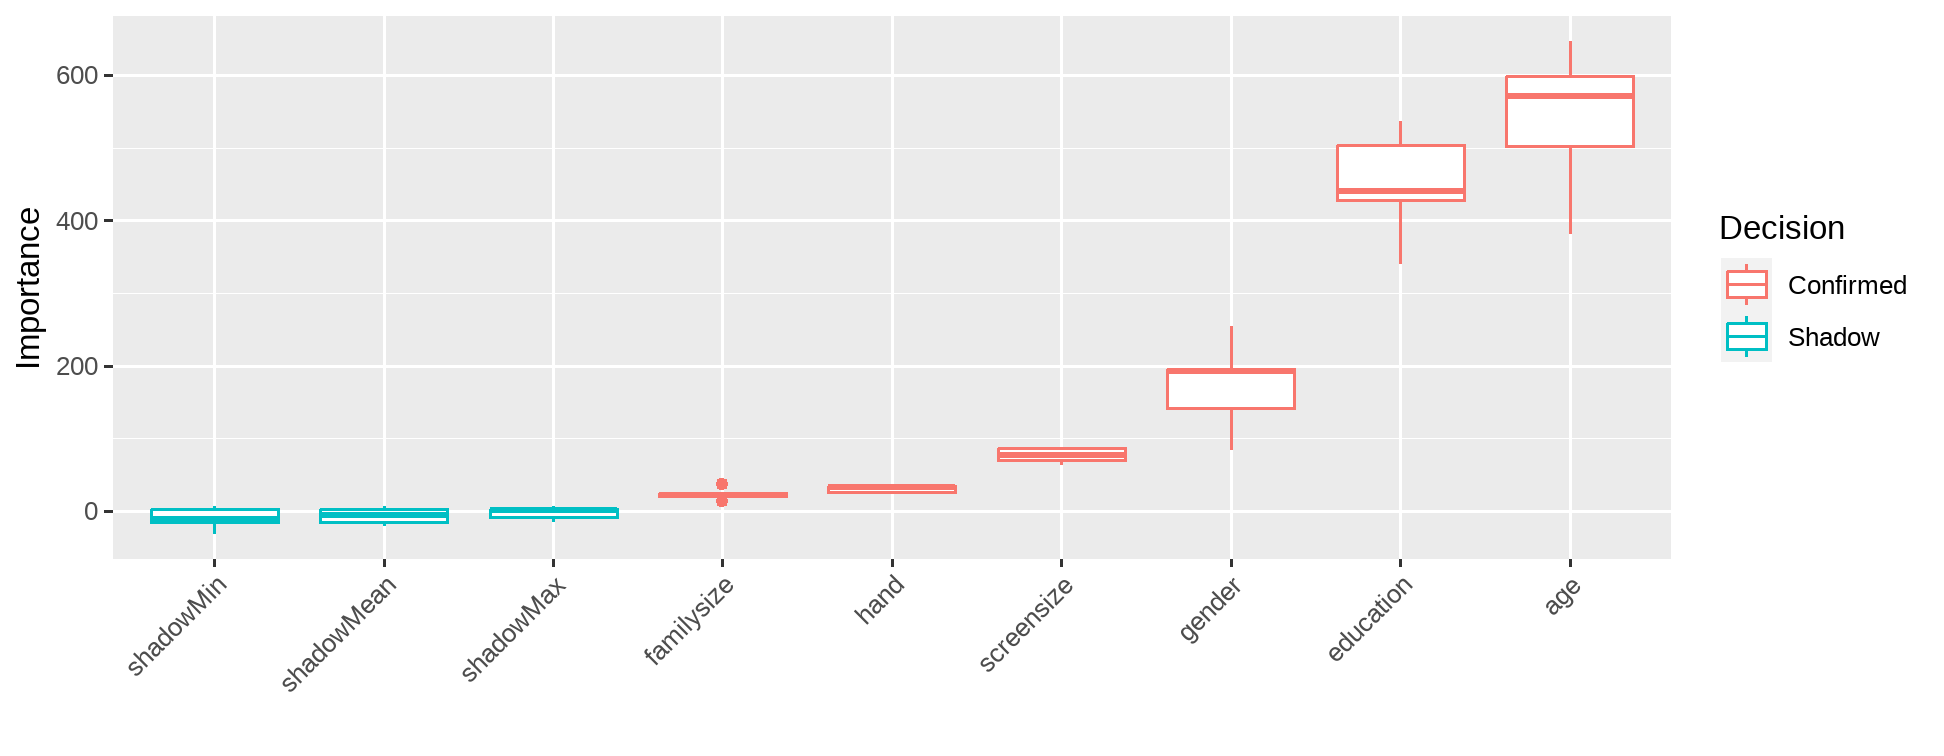 Importance
600
400
200
0
shadowMin
shadowMean
shadowMax
familysize
hand
screensize
gender
education
age
Decision
Confirmed
Shadow